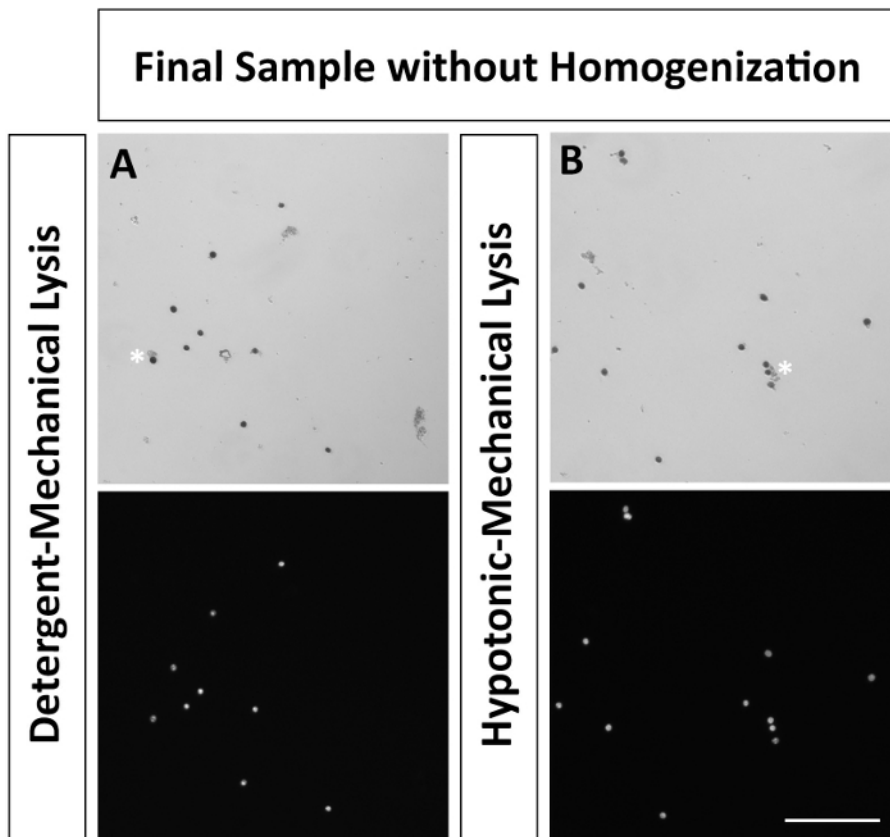 Final Sample without Homogenization
Detergent-Mechanical Lysis
A
*
Hypotonic-Mechanical Lysis
B
*